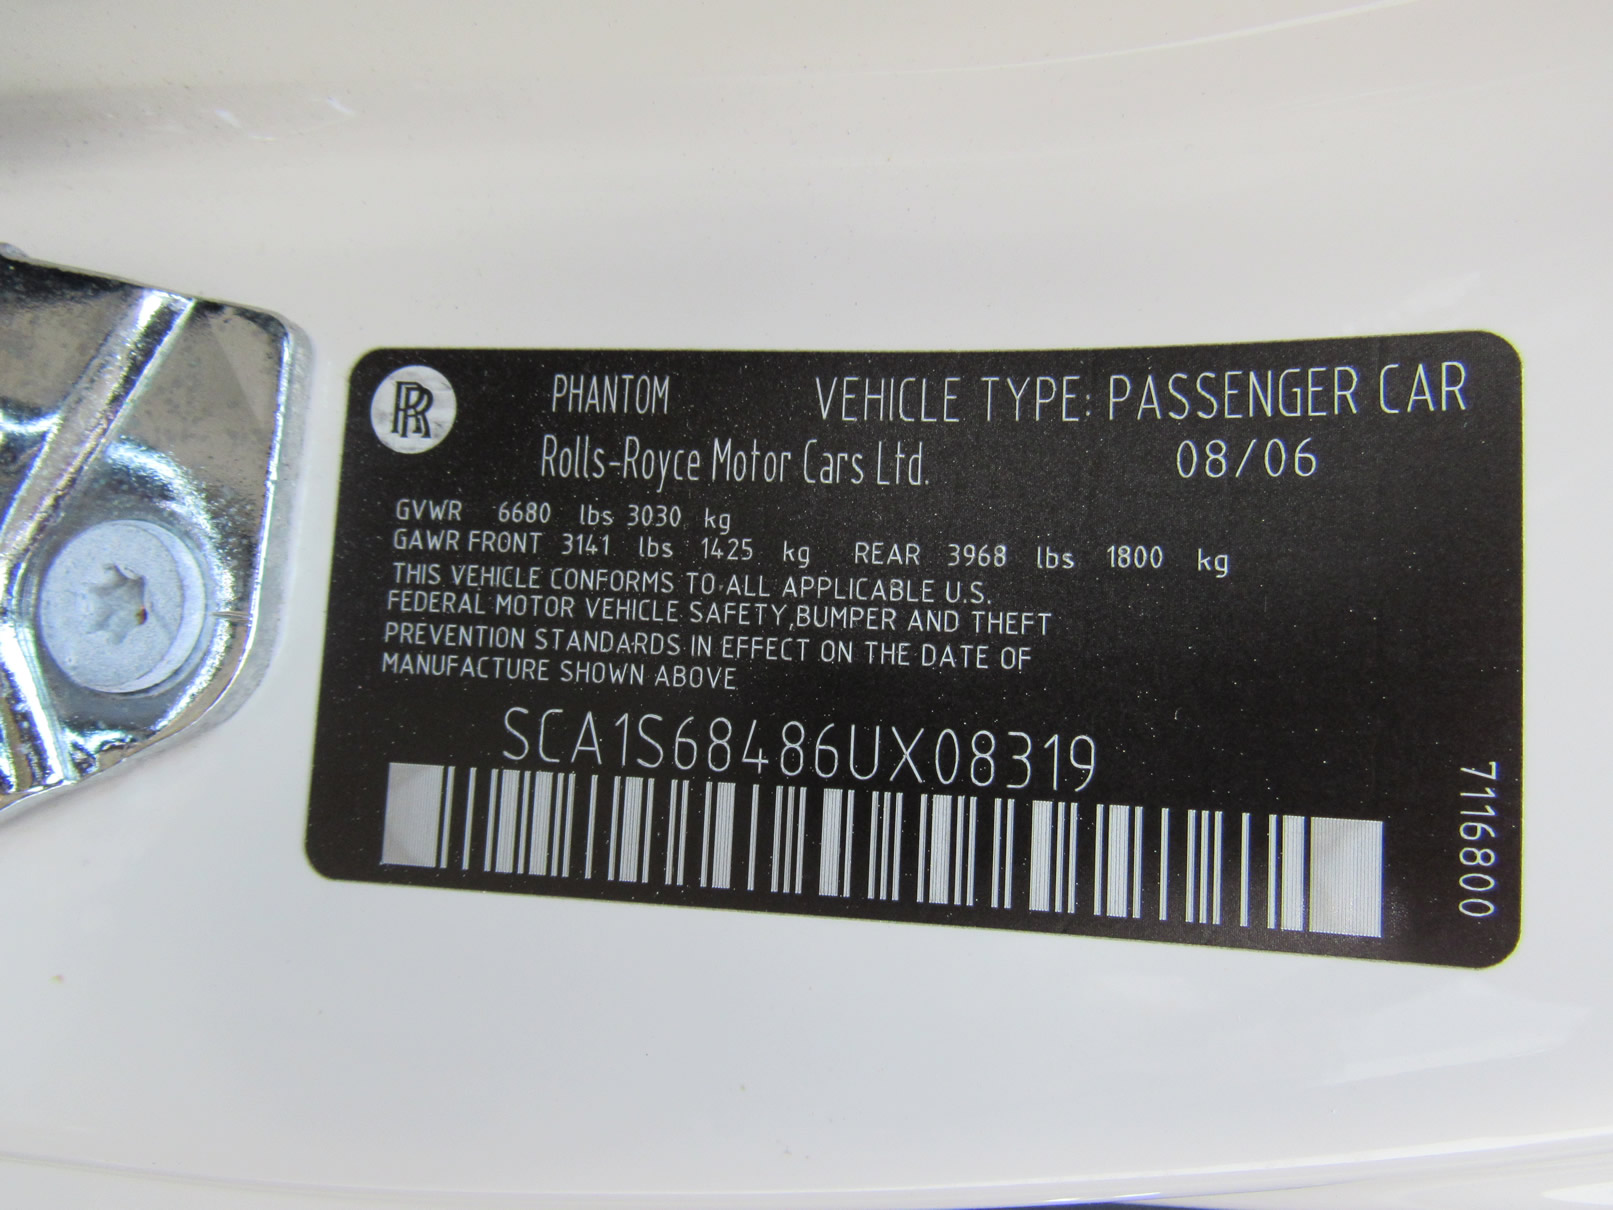 RR
PHANTOM VEHICLE TYPE: PASSENGER CAR
Rolls-Royce Motor Cars Ltd. 08/06
GVWR 6680 lbs 3030 kg
GAWR FRONT 3141 lbs 1425 kg REAR 3968 lbs 1800 kg
THIS VEHICLE CONFORMS TO ALL APPLICABLE U.S.
FEDERAL MOTOR VEHICLE SAFETY,BUMPER AND THEFT
PREVENTION STANDARDS IN EFFECT ON THE DATE OF
MANUFACTURE SHOWN ABOVE
SCA1S68486UX08319
7116800